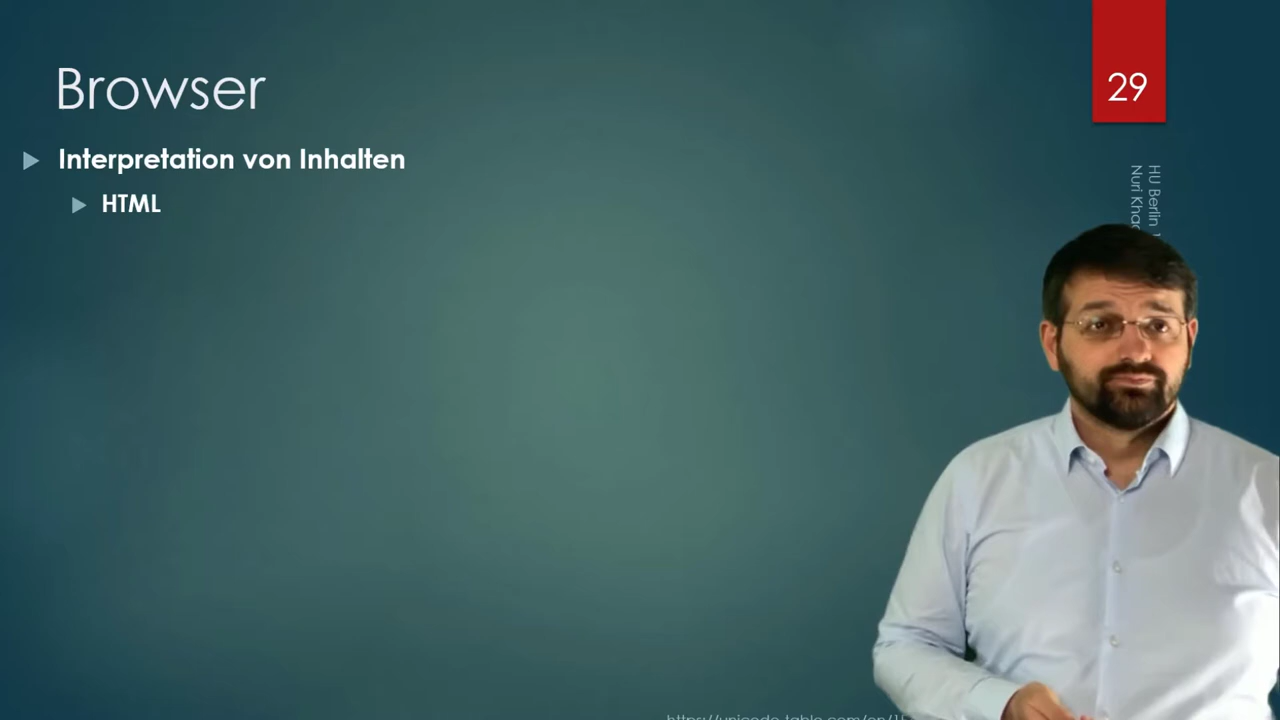 Browser
29
Interpretation von Inhalten
HTML
HU Berlin
Nuri